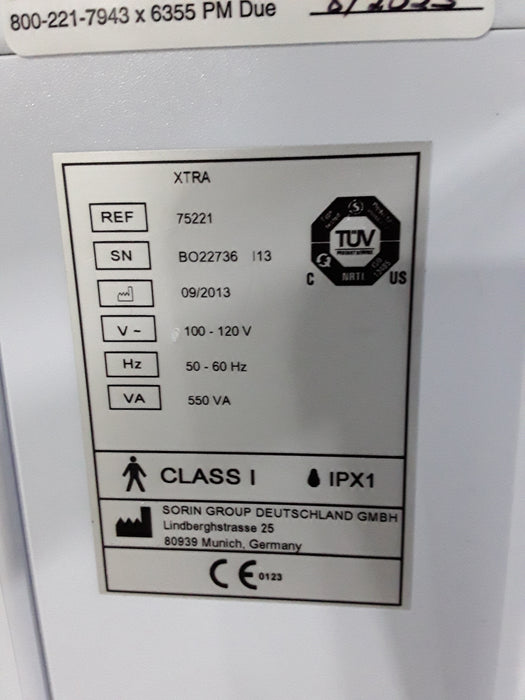 800-221-7943 x 6355 PM Due
XTRA
REF 75221
SN BO22736 I13
09/2013
V ~ 100 - 120 V
Hz 50 - 60 Hz
VA 550 VA
TÜV
C NRTL US
CLASS I IPX1
SORIN GROUP DEUTSCHLAND GMBH
Lindberghstrasse 25
80939 Munich, Germany
CE 0123